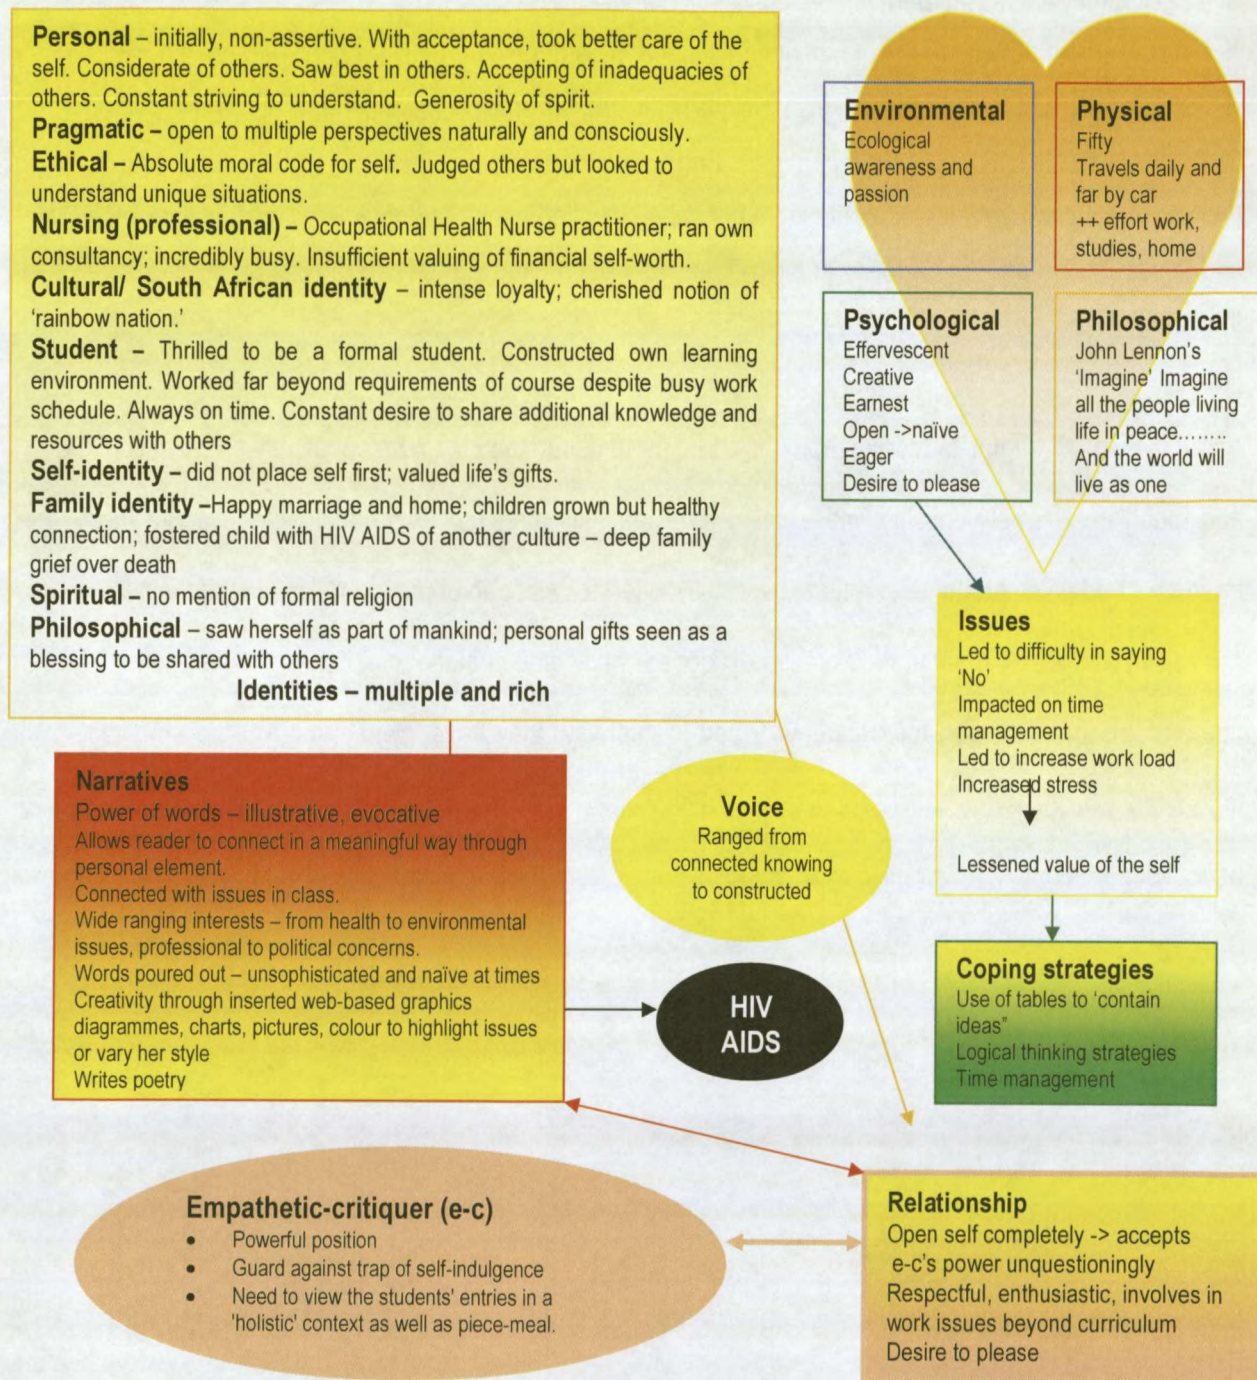 Personal – initially, non-assertive. With acceptance, took better care of the
self. Considerate of others. Saw best in others. Accepting of inadequacies of
others. Constant striving to understand. Generosity of spirit.
Pragmatic – open to multiple perspectives naturally and consciously.
Ethical – Absolute moral code for self. Judged others but looked to
understand unique situations.
Nursing (professional) – Occupational Health Nurse practitioner; ran own
consultancy; incredibly busy. Insufficient valuing of financial self-worth.
Cultural/ South African identity – intense loyalty; cherished notion of
‘rainbow nation.’
Student – Thrilled to be a formal student. Constructed own learning
environment. Worked far beyond requirements of course despite busy work
schedule. Always on time. Constant desire to share additional knowledge and
resources with others
Self-identity – did not place self first; valued life’s gifts.
Family identity –Happy marriage and home; children grown but healthy
connection; fostered child with HIV AIDS of another culture – deep family
grief over death
Spiritual – no mention of formal religion
Philosophical – saw herself as part of mankind; personal gifts seen as a
blessing to be shared with others
Identities – multiple and rich
Environmental
Ecological
awareness and
passion
Physical
Fifty
Travels daily and
far by car
++ effort work,
studies, home
Psychological
Effervescent
Creative
Earnest
Open ->naïve
Eager
Desire to please
Philosophical
John Lennon’s
‘Imagine’ Imagine
all the people living
life in peace……..
And the world will
live as one
Issues
Led to difficulty in saying
‘No’
Impacted on time
management
Led to increase work load
Increased stress
Lessened value of the self
Narratives
Power of words – illustrative, evocative
Allows reader to connect in a meaningful way through
personal element.
Connected with issues in class.
Wide ranging interests – from health to environmental
issues, professional to political concerns.
Words poured out – unsophisticated and naïve at times
Creativity through inserted web-based graphics
diagrammes, charts, pictures, colour to highlight issues
or vary her style
Writes poetry
Voice
Ranged from
connected knowing
to constructed
HIV
AIDS
Coping strategies
Use of tables to ‘contain
ideas”
Logical thinking strategies
Time management
Empathetic-critiquer (e-c)
• Powerful position
• Guard against trap of self-indulgence
• Need to view the students' entries in a
'holistic' context as well as piece-meal.
Relationship
Open self completely -> accepts
e-c’s power unquestioningly
Respectful, enthusiastic, involves in
work issues beyond curriculum
Desire to please